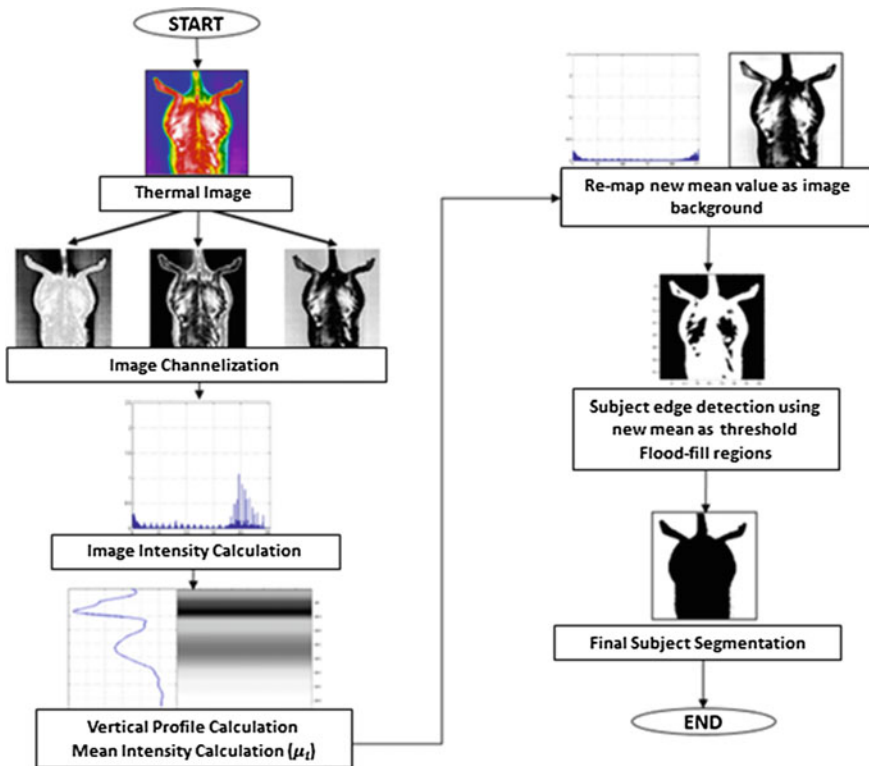 START
Thermal Image
Image Channelization
Image Intensity Calculation
Vertical Profile Calculation
Mean Intensity Calculation (μₜ)
Re-map new mean value as image
background
Subject edge detection using
new mean as threshold
Flood-fill regions
Final Subject Segmentation
END